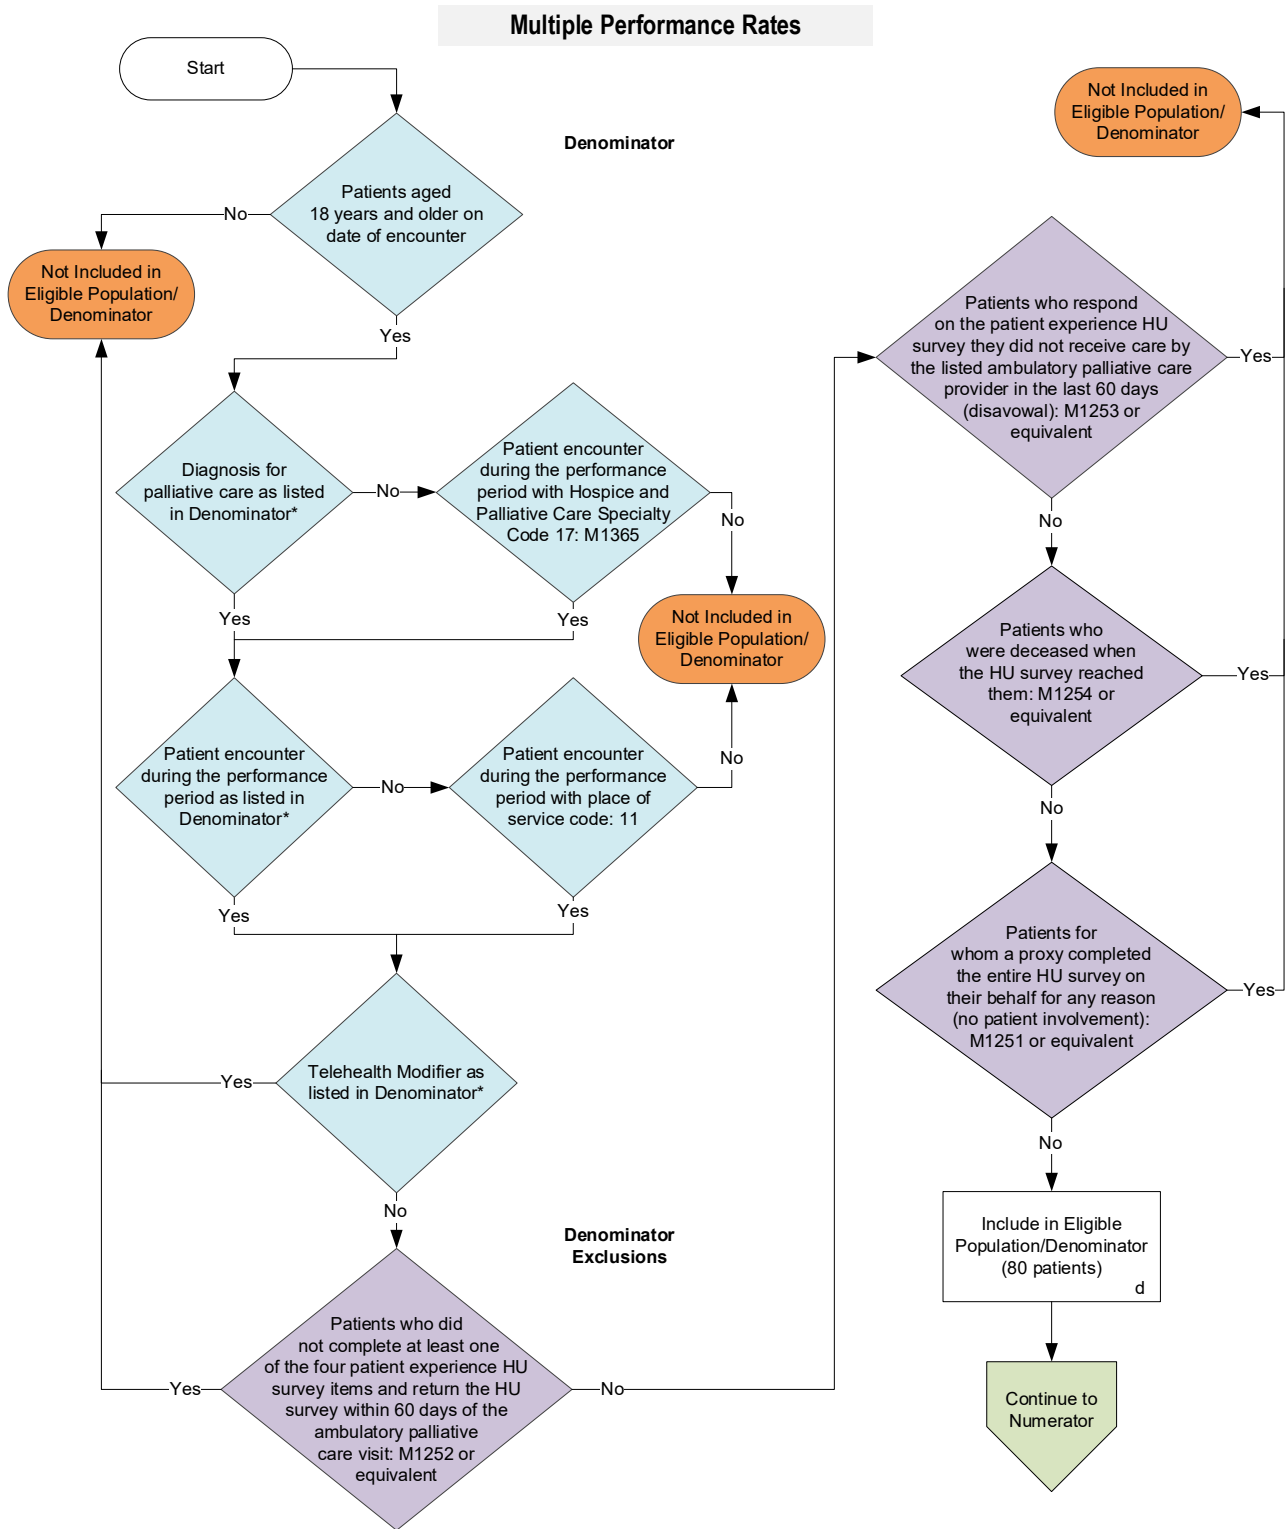 Multiple Performance Rates
Start
Denominator
Patients aged
18 years and older on
date of encounter
No
Not Included in
Eligible Population/
Denominator
Yes
Diagnosis for
palliative care as listed
in Denominator*
No
Patient encounter
during the performance
period with Hospice and
Palliative Care Specialty
Code 17: M1365
No
Yes
Yes
Not Included in
Eligible Population/
Denominator
Patient encounter
during the performance
period as listed in
Denominator*
No
Patient encounter
during the performance
period with place of
service code: 11
No
Yes
Yes
Telehealth Modifier as
listed in Denominator*
Yes
No
Denominator
Exclusions
Patients who did
not complete at least one
of the four patient experience HU
survey items and return the HU
survey within 60 days of the
ambulatory palliative
care visit: M1252 or
equivalent
Yes
No
Not Included in
Eligible Population/
Denominator
Patients who respond
on the patient experience HU
survey they did not receive care by
the listed ambulatory palliative care
provider in the last 60 days
(disavowal): M1253 or
equivalent
Yes
No
Patients who
were deceased when
the HU survey reached
them: M1254 or
equivalent
Yes
No
Patients for
whom a proxy completed
the entire HU survey on
their behalf for any reason
(no patient involvement):
M1251 or equivalent
Yes
No
Include in Eligible
Population/Denominator
(80 patients)
d
Continue to
Numerator